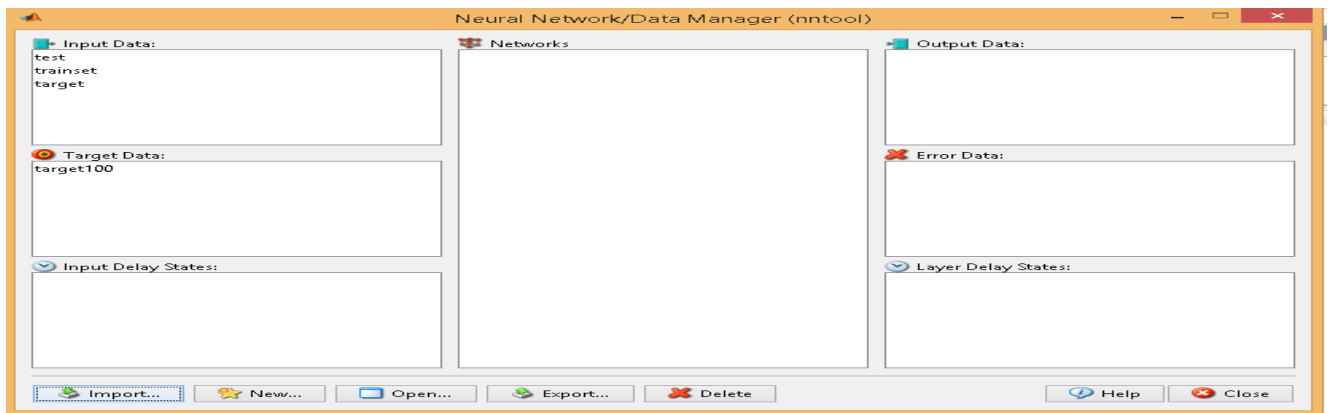 Neural Network/Data Manager (nntool)
Input Data:
test
trainset
target
Networks
Output Data:
Target Data:
target100
Error Data:
Input Delay States:
Layer Delay States:
Import...
New...
Open...
Export...
Delete
Help
Close